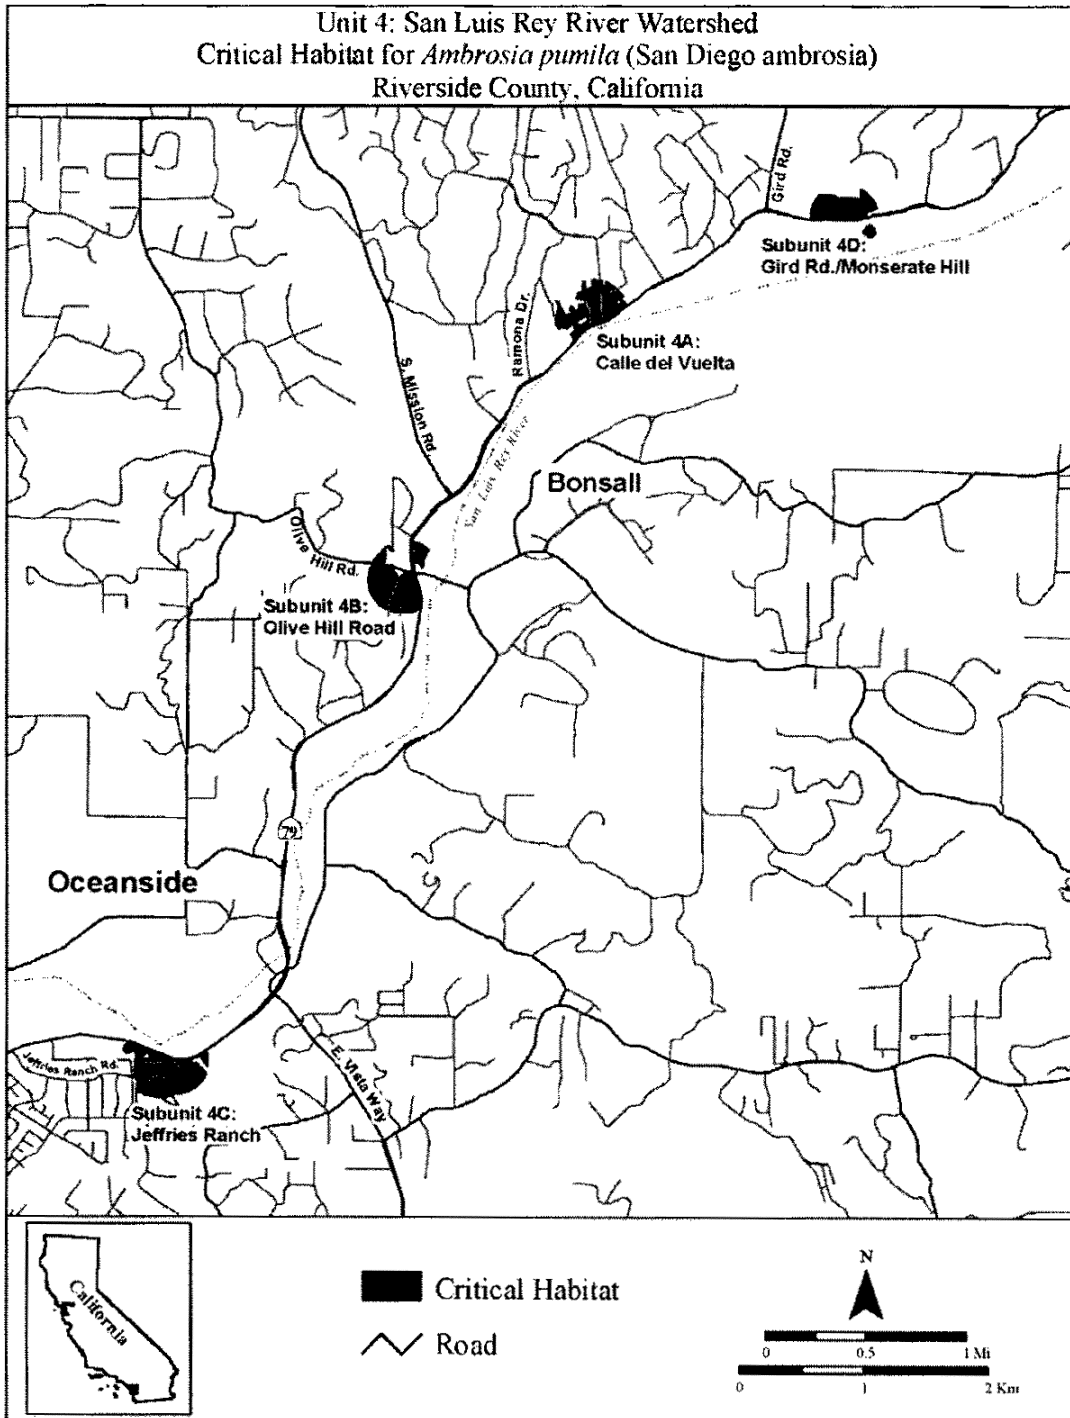 Unit 4: San Luis Rey River Watershed
Critical Habitat for Ambrosia pumila (San Diego ambrosia)
Riverside County, California
Gird Rd.
Subunit 4D:
Gird Rd./Monserate Hill
Ramona Dr.
Subunit 4A:
Calle del Vuelta
S. Mission Rd.
San Luis Rey River
Bonsall
Olive Hill Rd.
Subunit 4B:
Olive Hill Road
79
Oceanside
Jeffries Ranch Rd.
E. Vista Way
Subunit 4C:
Jeffries Ranch
California
Critical Habitat
Road
N
0 0.5 1 Mi
0 1 2 Km